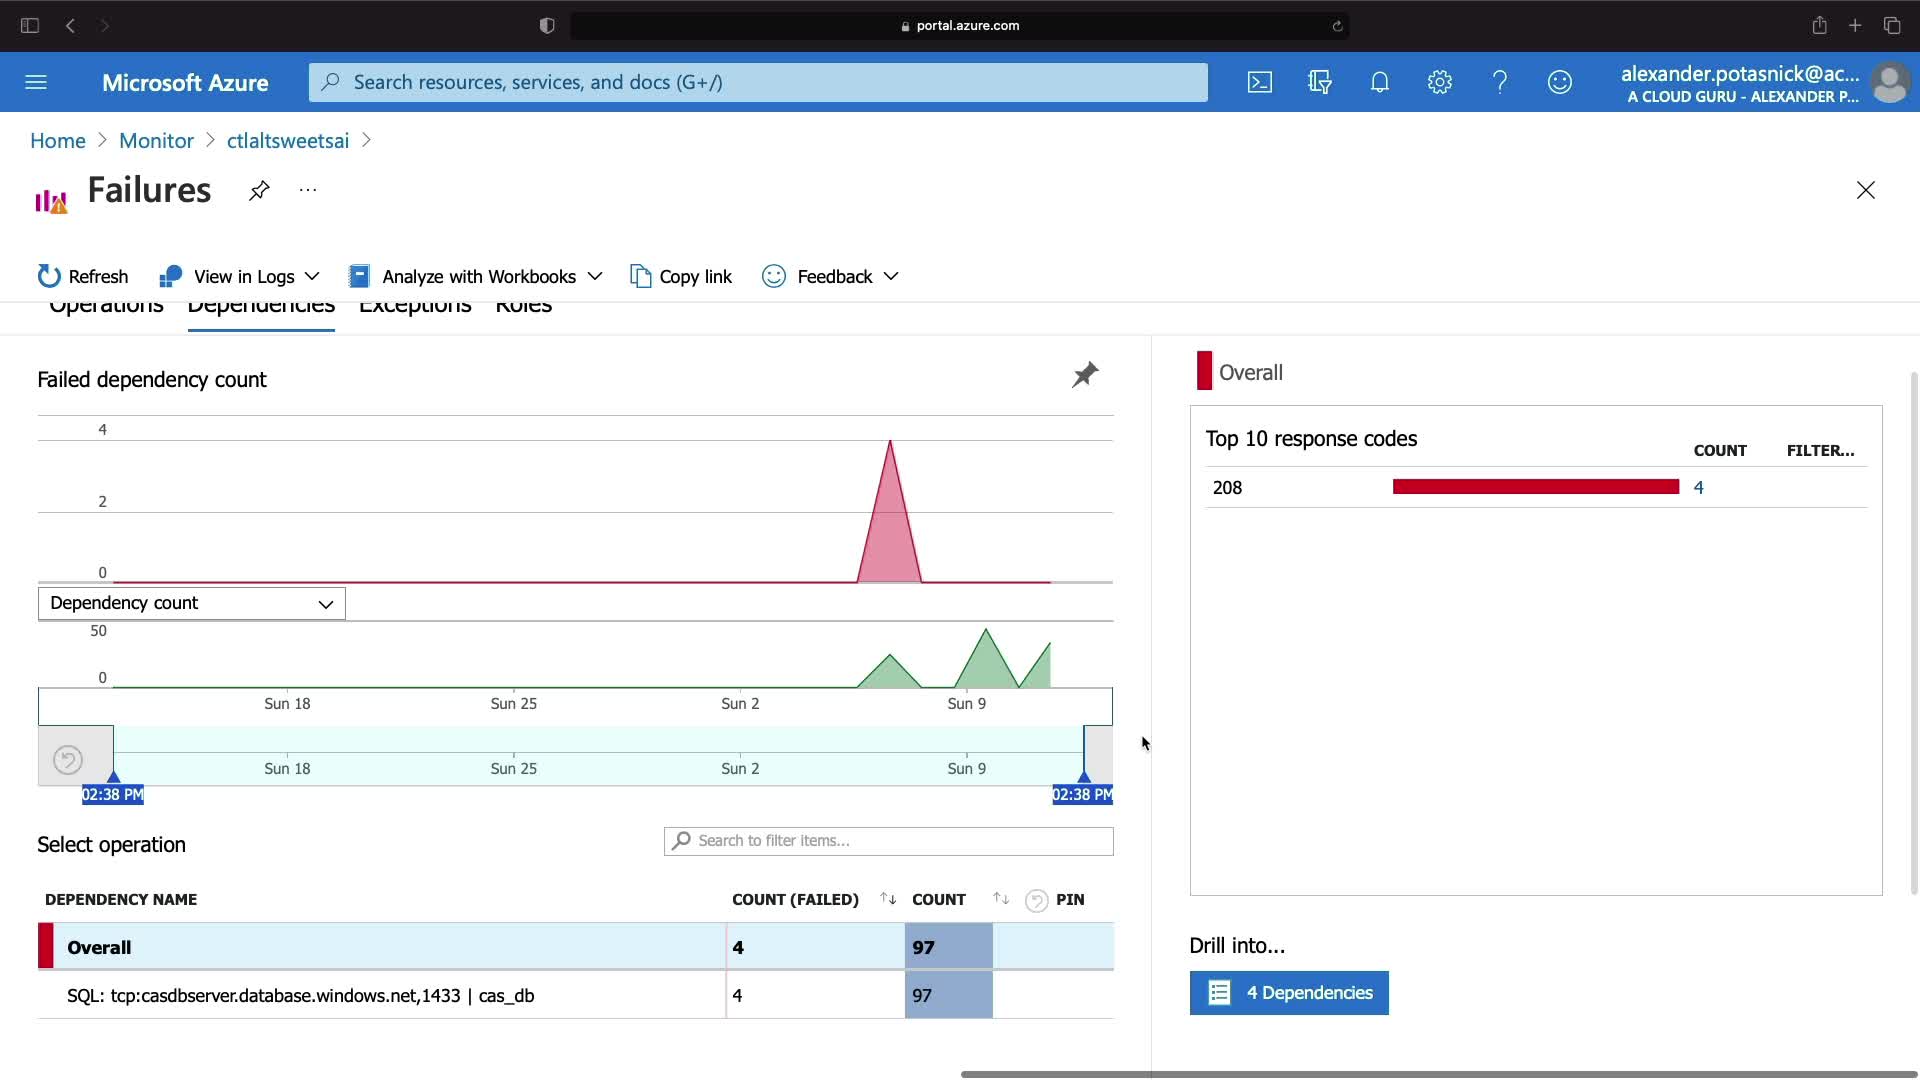 portal.azure.com
Microsoft Azure
Search resources, services, and docs (G+/)
alexander.potasnick@ac...
A CLOUD GURU - ALEXANDER P...
Home > Monitor > ctlaltsweetsai >
Failures
...
Refresh
View in Logs
Analyze with Workbooks
Copy link
Feedback
Operations
Dependencies
Exceptions
Roles
Failed dependency count
4
2
0
Dependency count
50
0
Sun 18
Sun 25
Sun 2
Sun 9
Sun 18
Sun 25
Sun 2
Sun 9
02:38 PM
02:38 PM
Select operation
Search to filter items...
DEPENDENCY NAME
COUNT (FAILED)
COUNT
PIN
Overall
4
97
SQL: tcp:casdbserver.database.windows.net,1433 | cas_db
4
97
Overall
Top 10 response codes
COUNT
FILTER...
208
4
Drill into...
4 Dependencies